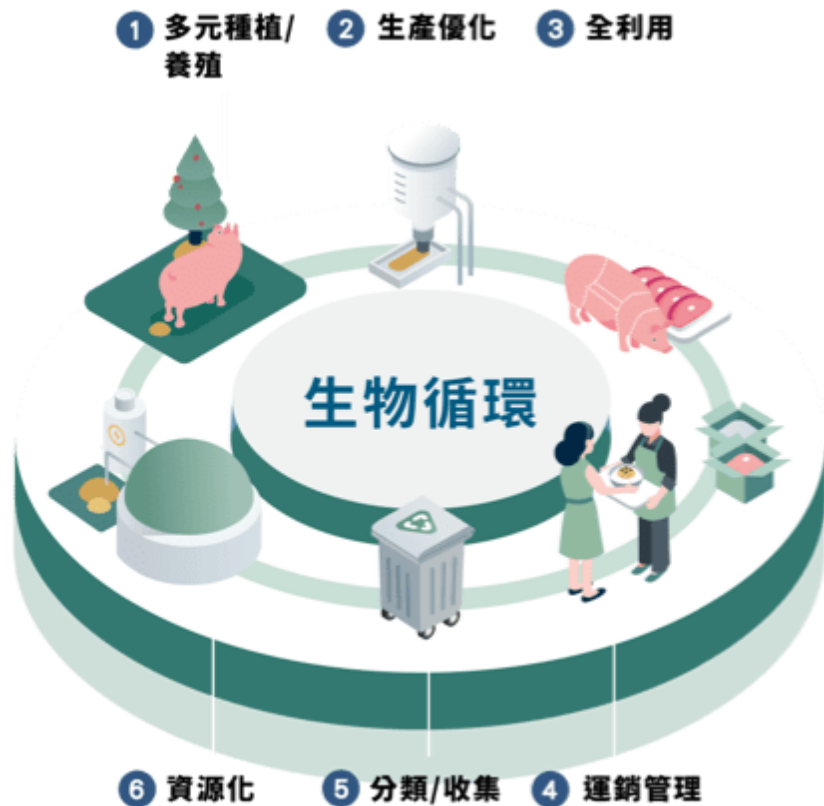 1 多元種植/
養殖
2 生產優化
3 全利用
生物循環
6 資源化
5 分類/收集
4 運銷管理